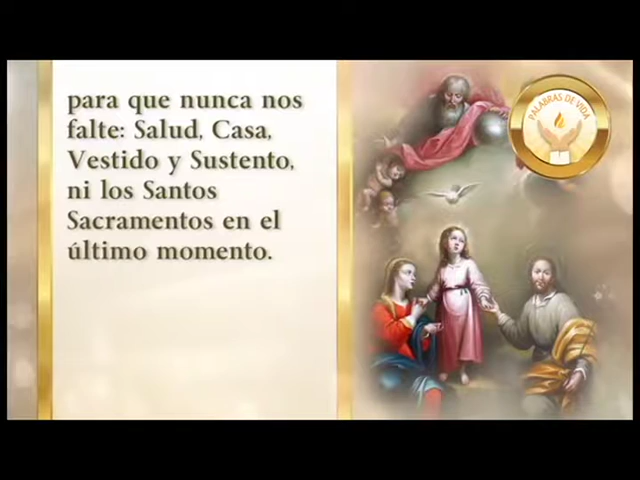 para que nunca nos
falte: Salud, Casa,
Vestido y Sustento,
ni los Santos
Sacramentos en el
último momento.
PALABRAS DE VIDA